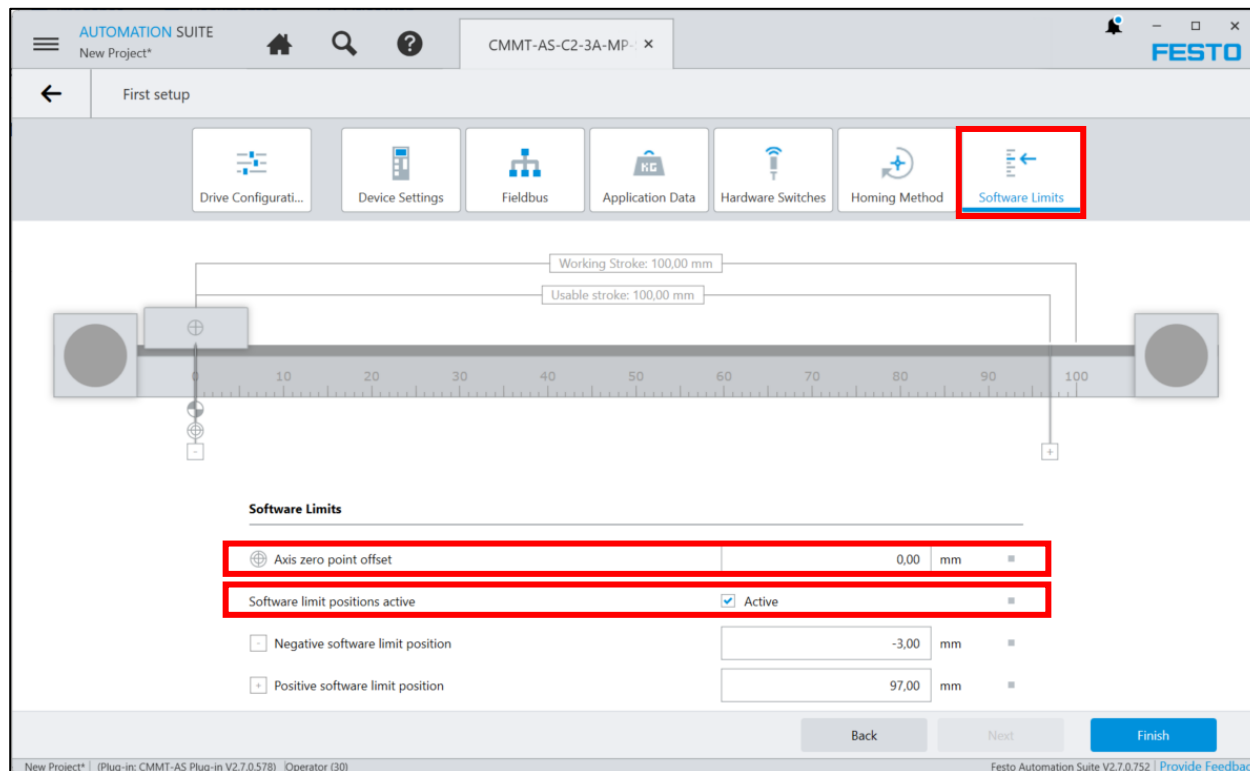 AUTOMATION SUITE
New Project*
CMMT-AS-C2-3A-MP-
FESTO
First setup
Drive Configurati...
Device Settings
Fieldbus
KG
Application Data
Hardware Switches
Homing Method
Software Limits
Working Stroke: 100,00 mm
Usable stroke: 100,00 mm
0 10 20 30 40 50 60 70 80 90 100
Software Limits
Axis zero point offset 0,00 mm
Software limit positions active Active
- Negative software limit position -3,00 mm
+ Positive software limit position 97,00 mm
Back Next Finish
New Project* (Plug-in: CMMT-AS Plug-in V2.7.0.578) Operator (30) Festo Automation Suite V2.7.0.752 Provide Feedbac